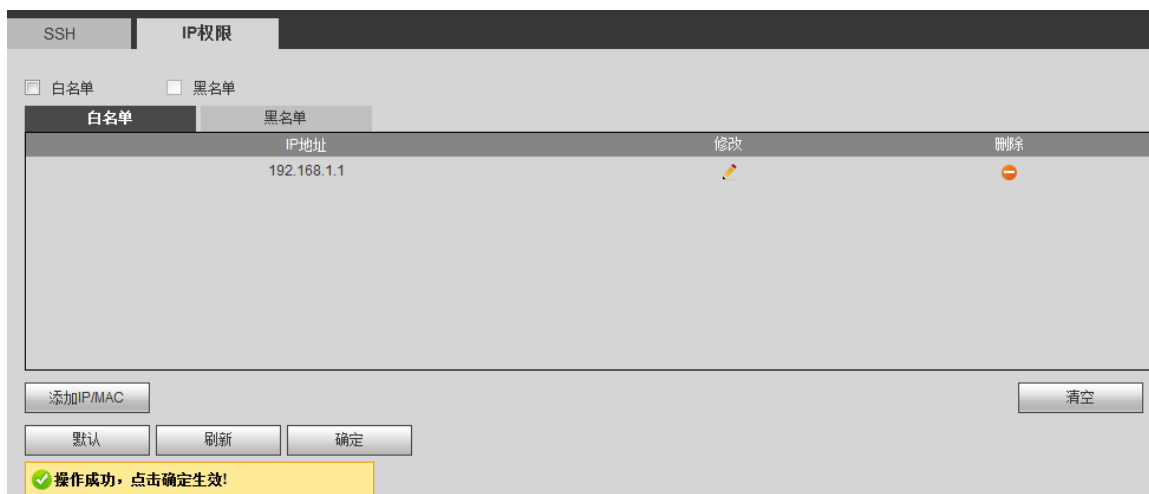 SSH IP权限
白名单 黑名单
白名单 黑名单
IP地址 修改 删除
192.168.1.1
添加IP/MAC 清空
默认 刷新 确定
操作成功，点击确定生效!